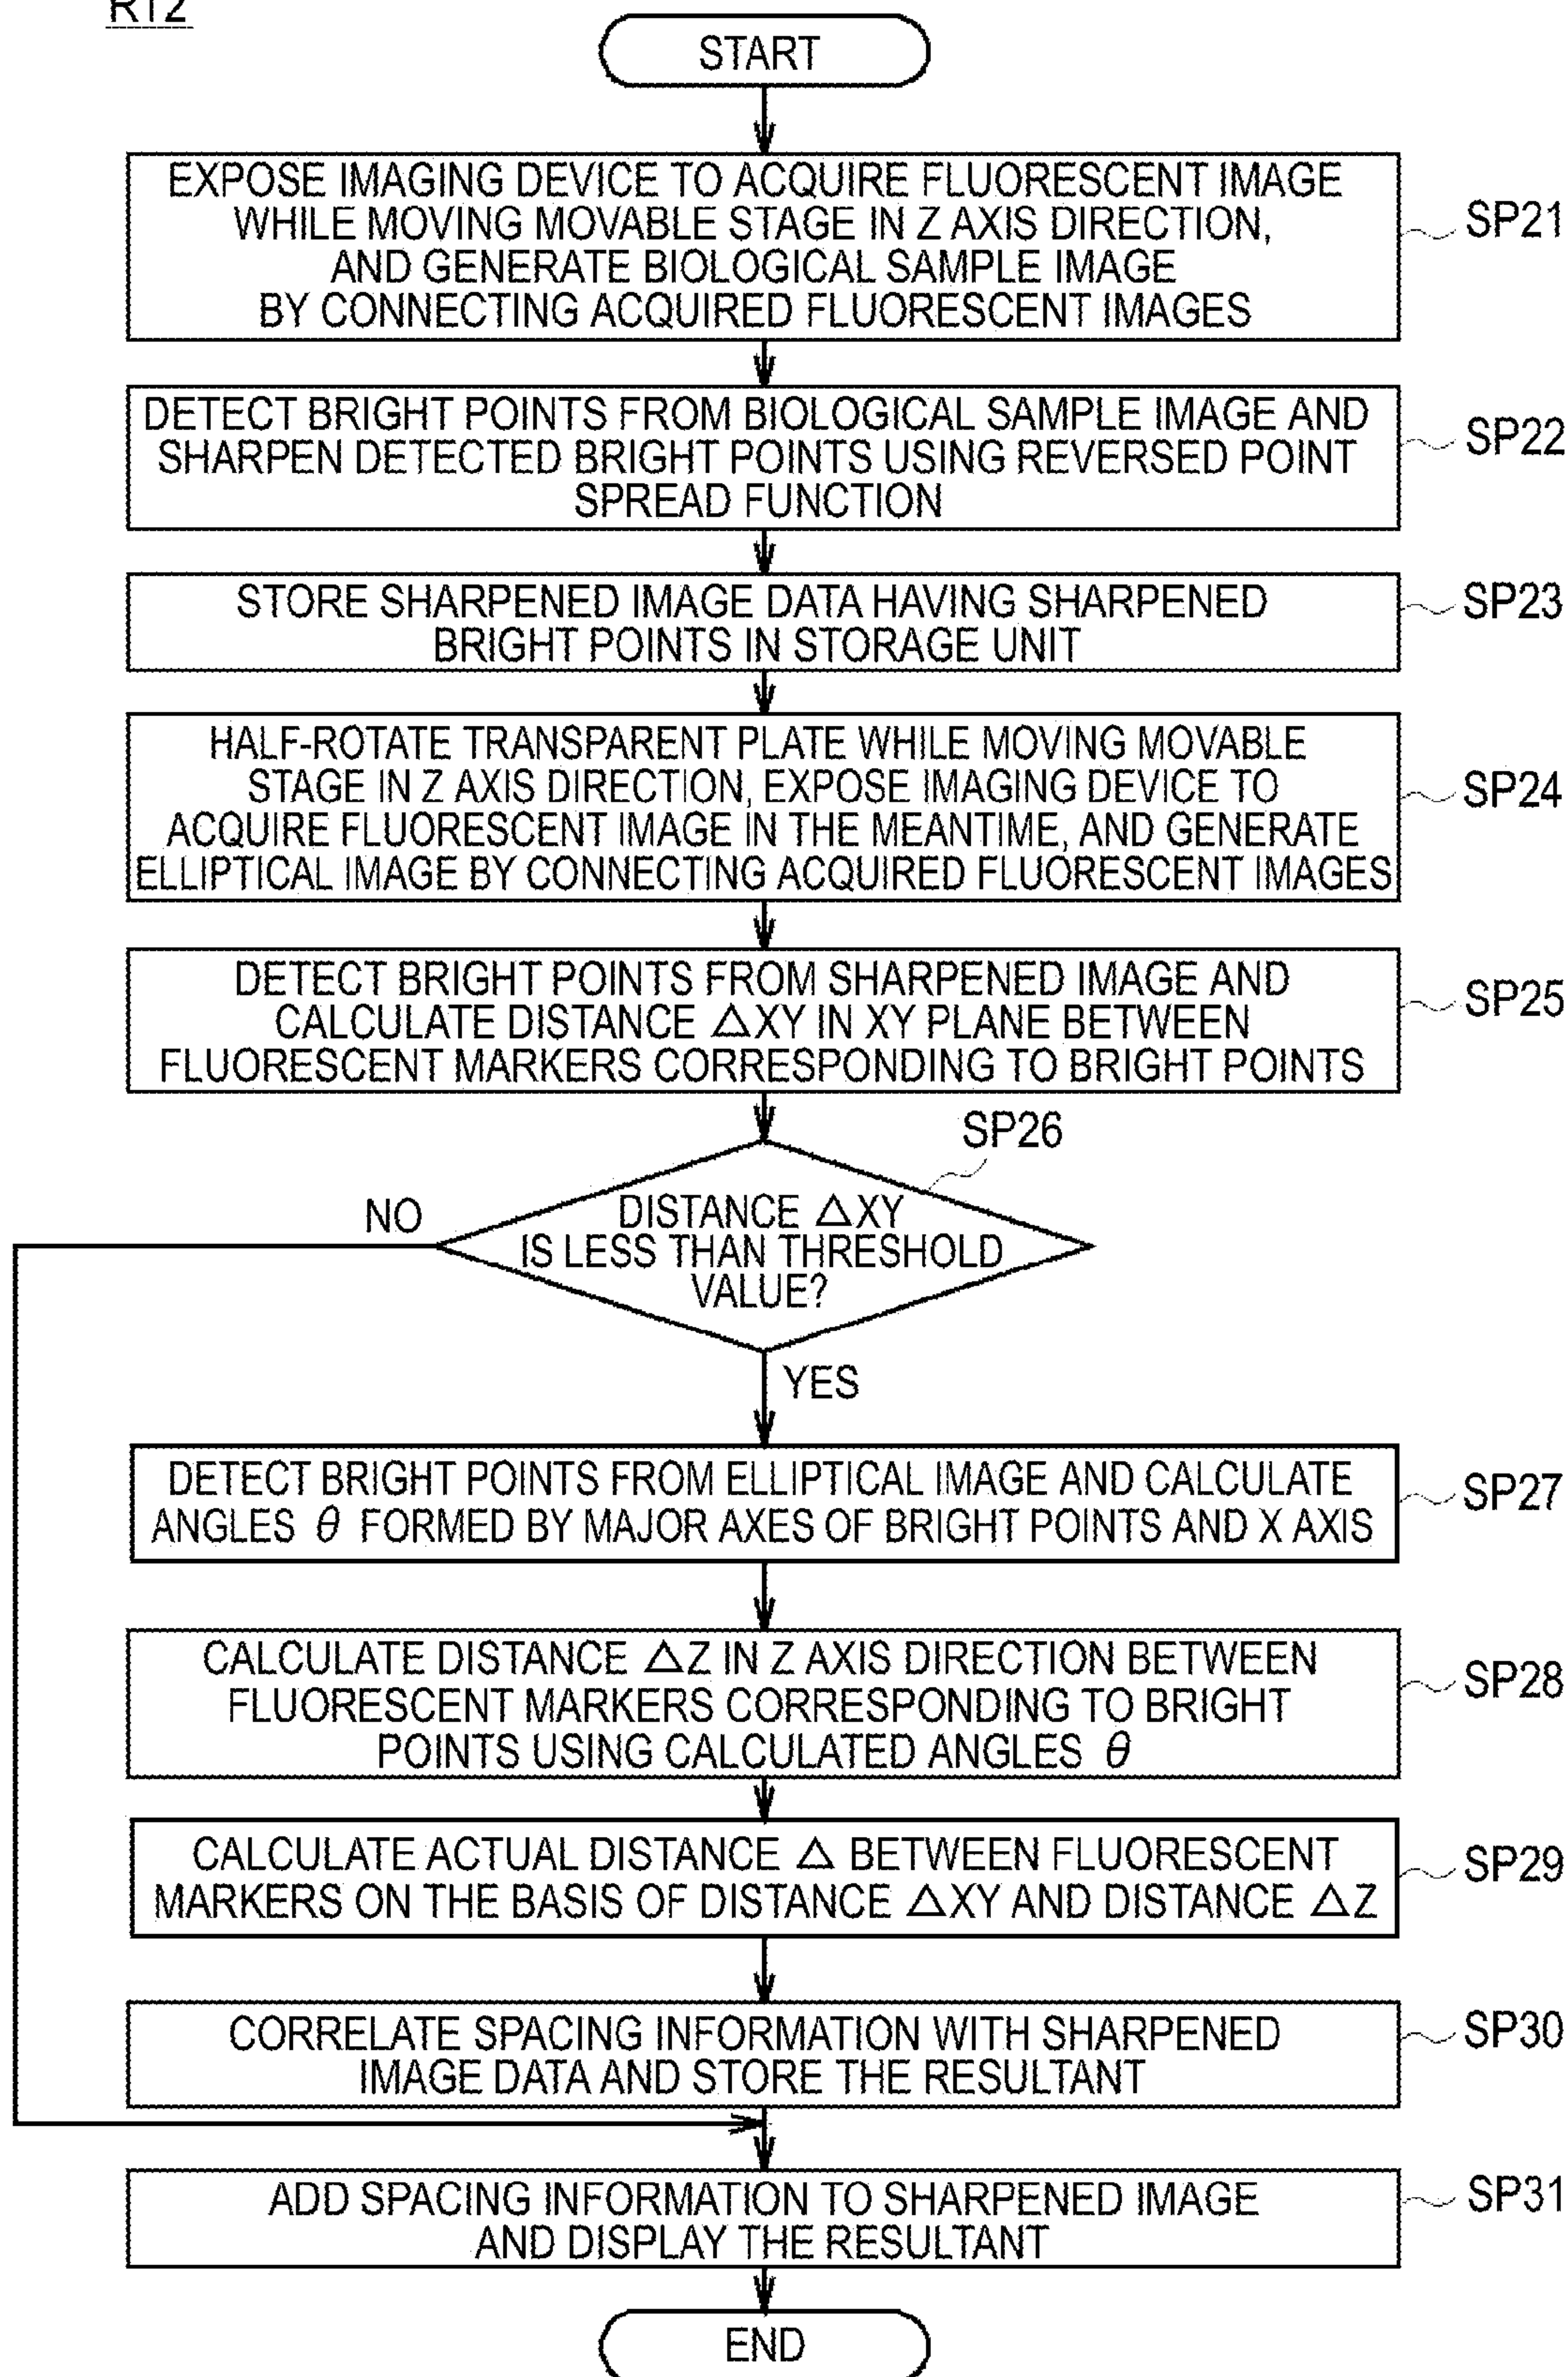 RT2
START
EXPOSE IMAGING DEVICE TO ACQUIRE FLUORESCENT IMAGE
WHILE MOVING MOVABLE STAGE IN Z AXIS DIRECTION,
AND GENERATE BIOLOGICAL SAMPLE IMAGE
BY CONNECTING ACQUIRED FLUORESCENT IMAGES
SP21
DETECT BRIGHT POINTS FROM BIOLOGICAL SAMPLE IMAGE AND
SHARPEN DETECTED BRIGHT POINTS USING REVERSED POINT
SPREAD FUNCTION
SP22
STORE SHARPENED IMAGE DATA HAVING SHARPENED
BRIGHT POINTS IN STORAGE UNIT
SP23
HALF-ROTATE TRANSPARENT PLATE WHILE MOVING MOVABLE
STAGE IN Z AXIS DIRECTION, EXPOSE IMAGING DEVICE TO
ACQUIRE FLUORESCENT IMAGE IN THE MEANTIME, AND GENERATE
ELLIPTICAL IMAGE BY CONNECTING ACQUIRED FLUORESCENT IMAGES
SP24
DETECT BRIGHT POINTS FROM SHARPENED IMAGE AND
CALCULATE DISTANCE △XY IN XY PLANE BETWEEN
FLUORESCENT MARKERS CORRESPONDING TO BRIGHT POINTS
SP25
SP26
DISTANCE △XY
IS LESS THAN THRESHOLD
VALUE?
NO
YES
DETECT BRIGHT POINTS FROM ELLIPTICAL IMAGE AND CALCULATE
ANGLES θ FORMED BY MAJOR AXES OF BRIGHT POINTS AND X AXIS
SP27
CALCULATE DISTANCE △Z IN Z AXIS DIRECTION BETWEEN
FLUORESCENT MARKERS CORRESPONDING TO BRIGHT
POINTS USING CALCULATED ANGLES θ
SP28
CALCULATE ACTUAL DISTANCE △ BETWEEN FLUORESCENT
MARKERS ON THE BASIS OF DISTANCE △XY AND DISTANCE △Z
SP29
CORRELATE SPACING INFORMATION WITH SHARPENED
IMAGE DATA AND STORE THE RESULTANT
SP30
ADD SPACING INFORMATION TO SHARPENED IMAGE
AND DISPLAY THE RESULTANT
SP31
END